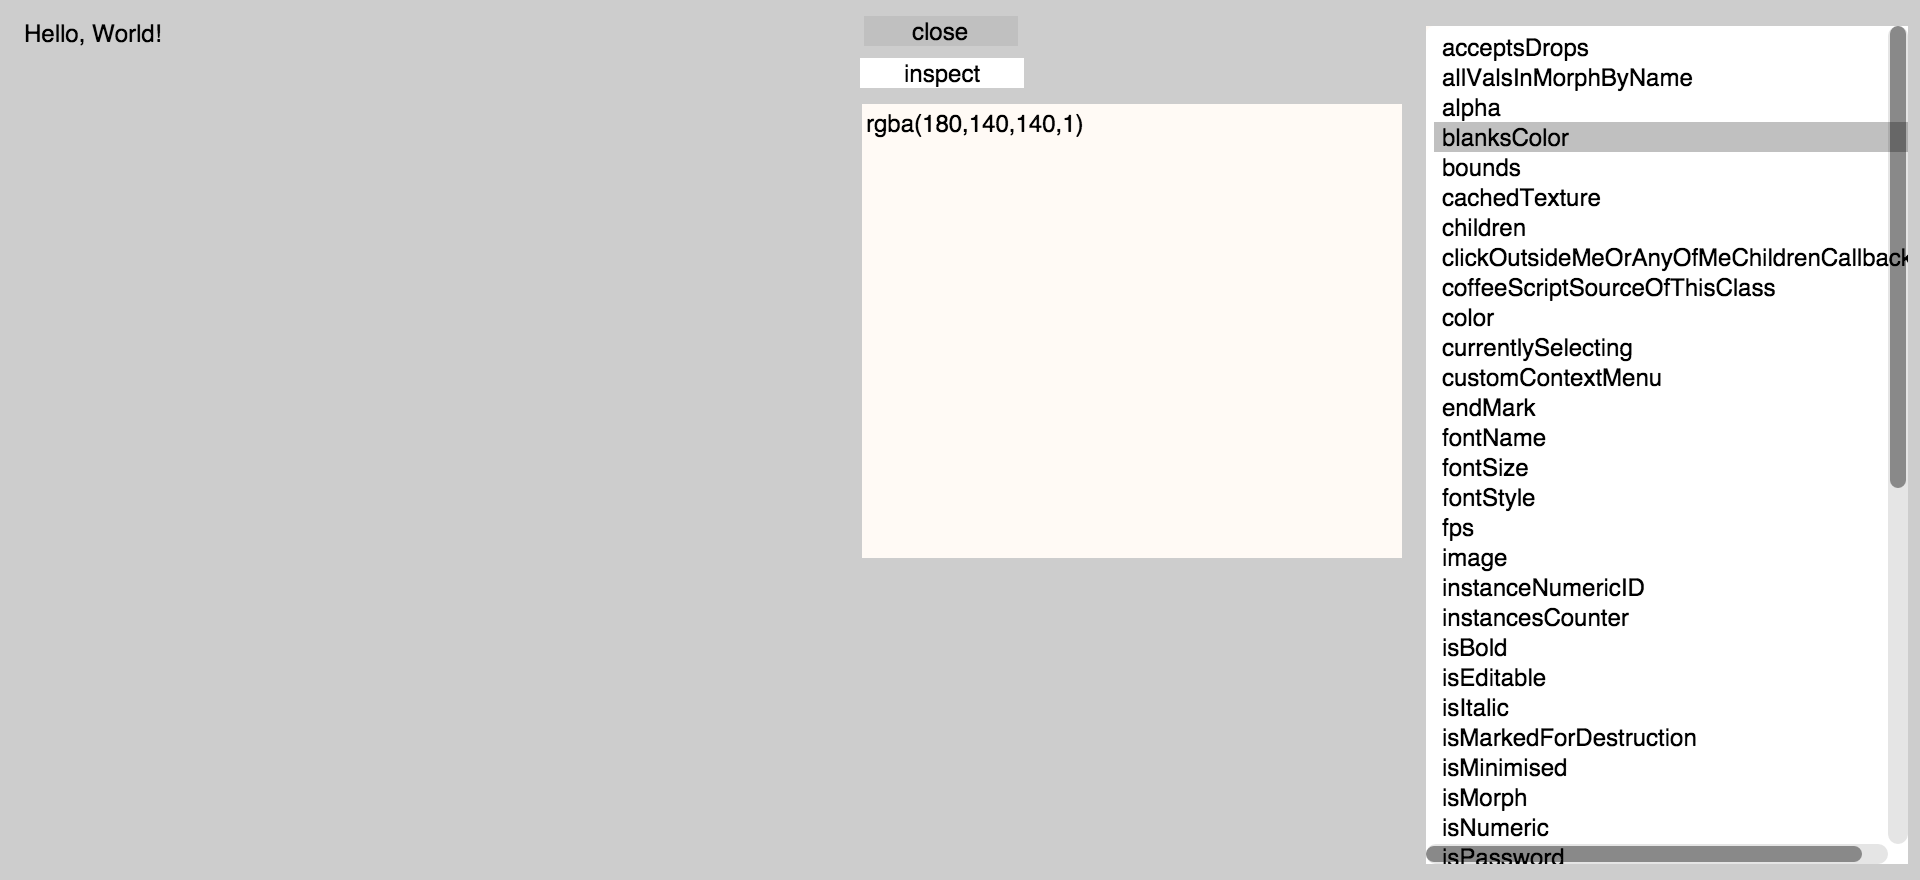 Hello, World!
close
inspect
rgba(180,140,140,1)
acceptsDrops
allValsInMorphByName
alpha
blanksColor
bounds
cachedTexture
children
clickOutsideMeOrAnyOfMeChildrenCallback
coffeeScriptSourceOfThisClass
color
currentlySelecting
customContextMenu
endMark
fontName
fontSize
fontStyle
fps
image
instanceNumericID
instancesCounter
isBold
isEditable
isItalic
isMarkedForDestruction
isMinimised
isMorph
isNumeric
isPassword